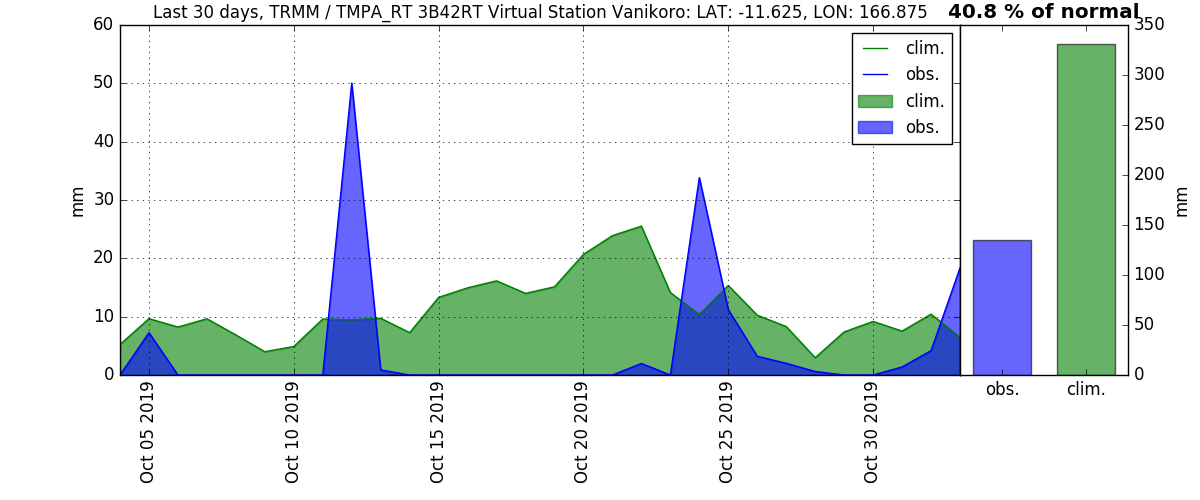 Last 30 days, TRMM / TMPA_RT 3B42RT Virtual Station Vanikoro: LAT: -11.625, LON: 166.875
40.8 % of normal
60
50
40
30
20
10
0
mm
clim.
obs.
clim.
obs.
Oct 05 2019
Oct 10 2019
Oct 15 2019
Oct 20 2019
Oct 25 2019
Oct 30 2019
350
300
250
200
150
100
50
0
mm
obs.
clim.